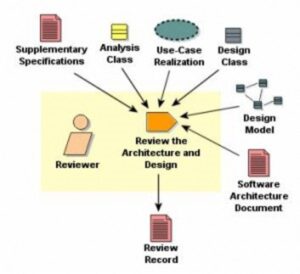 Supplementary
Specifications
Analysis
Class
Use-Case
Realization
Design
Class
Design
Model
Reviewer
Review the
Architecture and
Design
Software
Architecture
Document
Review
Record